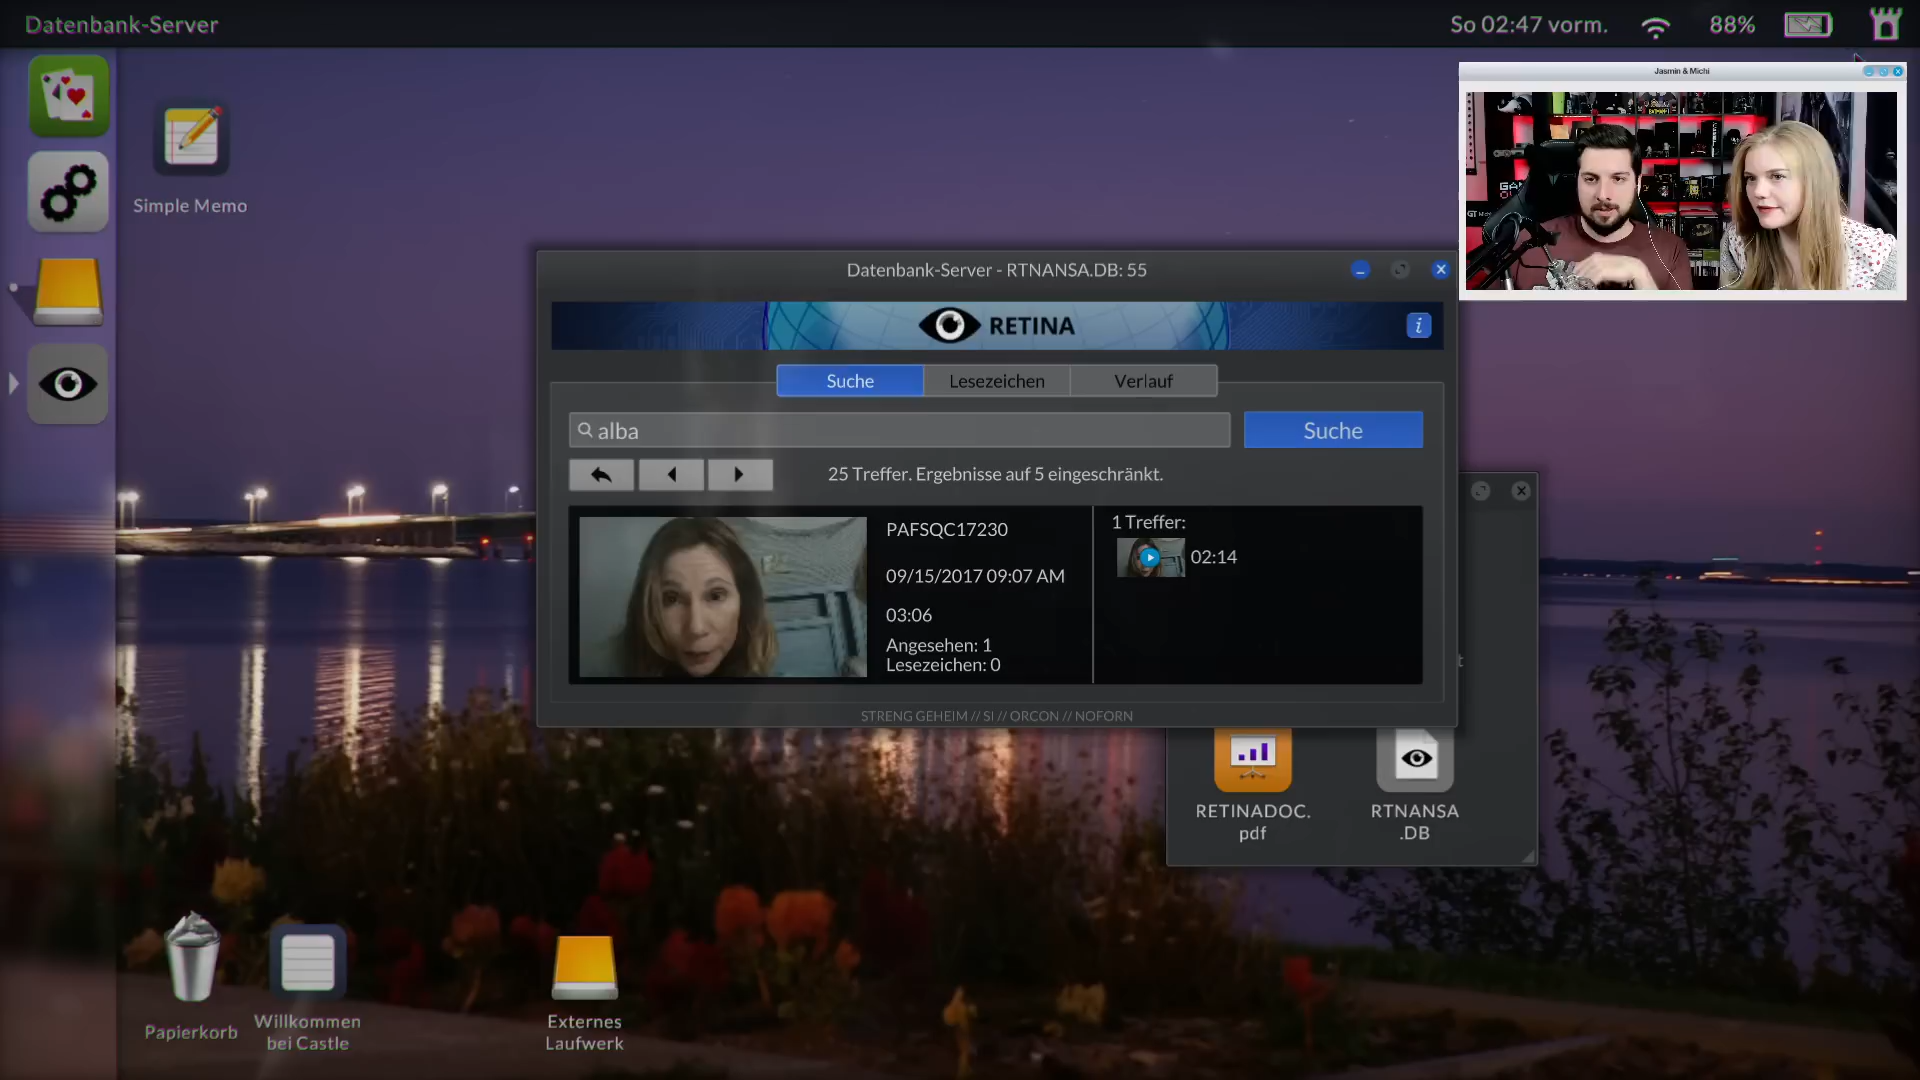 Datenbank-Server
So 02:47 vorm.
88%
Jasmin & Michi
Simple Memo
Datenbank-Server - RTNANSA.DB: 55
RETINA
Suche
Lesezeichen
Verlauf
alba
Suche
25 Treffer. Ergebnisse auf 5 eingeschränkt.
PAFSQC17230
09/15/2017 09:07 AM
03:06
Angesehen: 1
Lesezeichen: 0
1 Treffer:
02:14
STRENG GEHEIM // SI // ORCON // NOFORN
RETINADOC.
pdf
RTNANSA
.DB
Papierkorb
Willkommen
bei Castle
Externes
Laufwerk